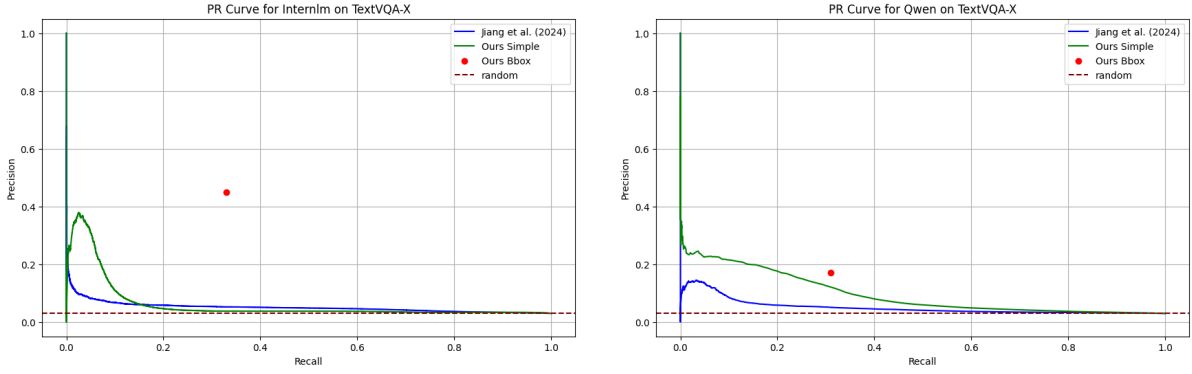 PR Curve for Internlm on TextVQA-X
Precision
1.0
0.8
0.6
0.4
0.2
0.0
Jiang et al. (2024)
Ours Simple
Ours Bbox
random
0.0 0.2 0.4 0.6 0.8 1.0
Recall
PR Curve for Qwen on TextVQA-X
Precision
1.0
0.8
0.6
0.4
0.2
0.0
Jiang et al. (2024)
Ours Simple
Ours Bbox
random
0.0 0.2 0.4 0.6 0.8 1.0
Recall